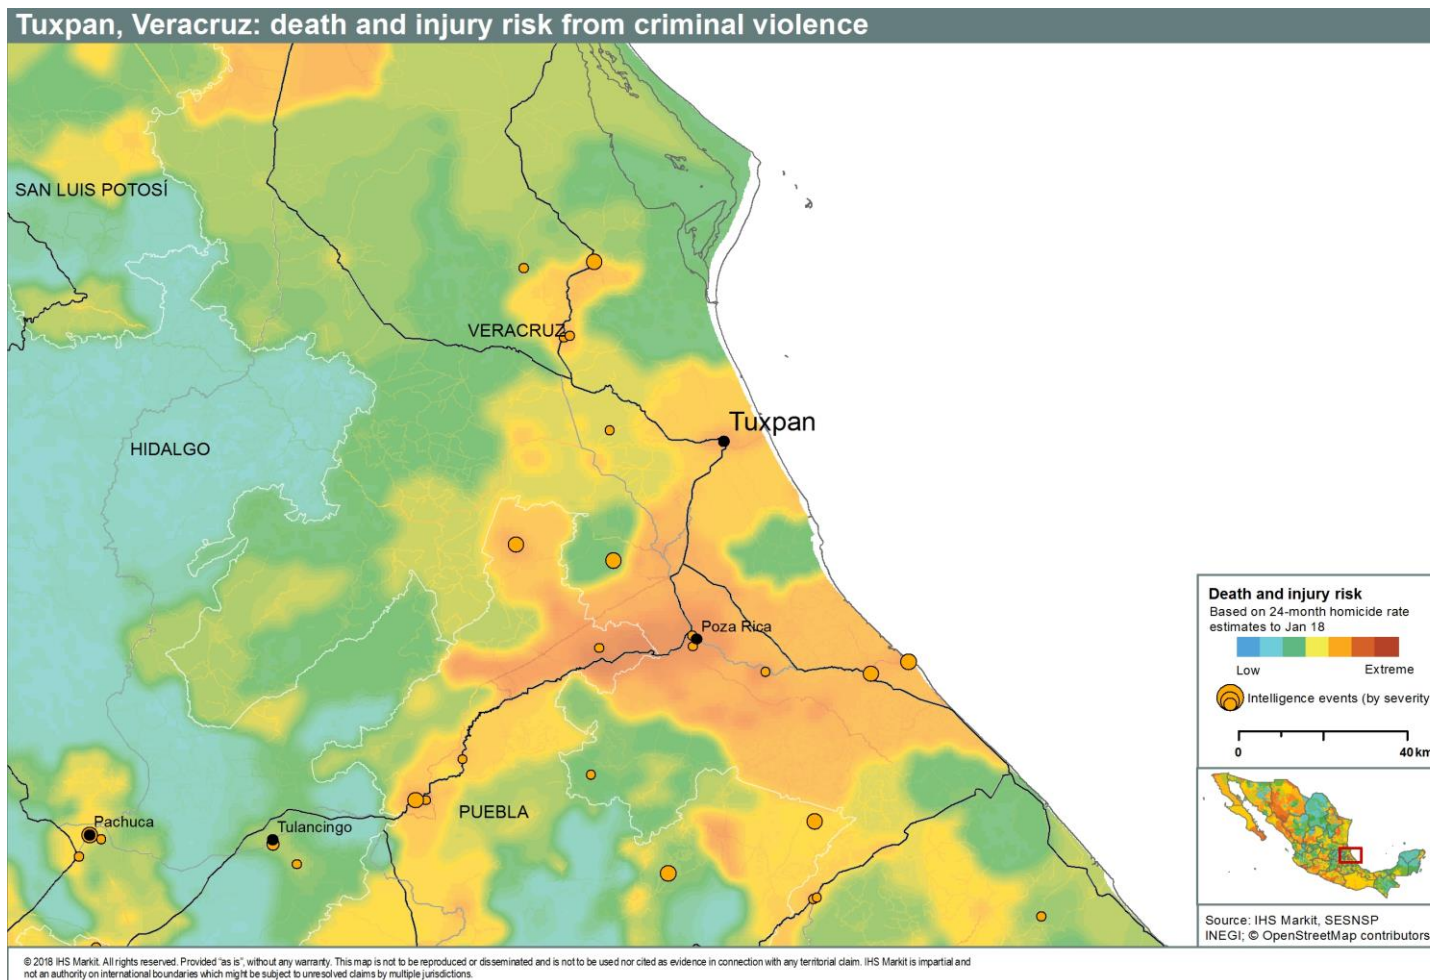 Tuxpan, Veracruz: death and injury risk from criminal violence
SAN LUIS POTOSÍ
VERACRUZ
Tuxpan
HIDALGO
Poza Rica
PUEBLA
Pachuca
Tulancingo
Death and injury risk
Based on 24-month homicide rate
estimates to Jan 18
Low Extreme
Intelligence events (by severity
0 40 km
Source: IHS Markit, SESNSP
INEGI; © OpenStreetMap contributors
© 2018 IHS Markit. All rights reserved. Provided “as is”, without any warranty. This map is not to be reproduced or disseminated and is not to be used nor cited as evidence in connection with any territorial claim. IHS Markit is impartial and
not an authority on international boundaries which might be subject to unresolved claims by multiple jurisdictions.